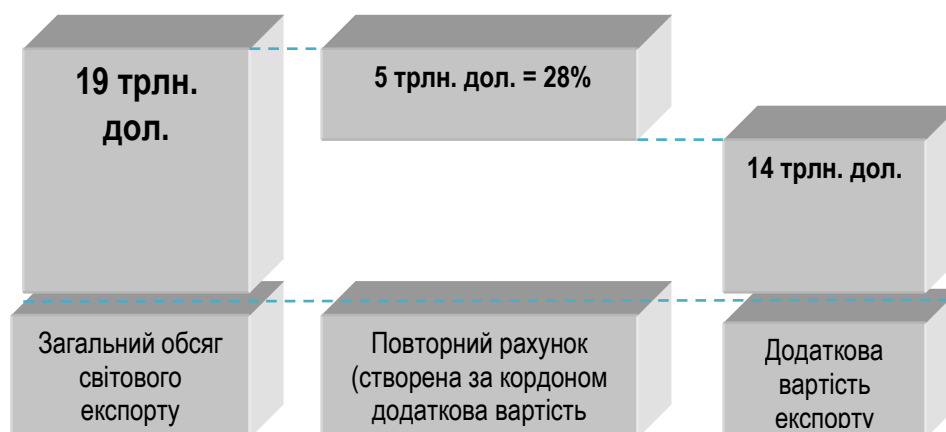 19 трлн.
дол.
5 трлн. дол. = 28%
14 трлн. дол.
Загальний обсяг
світового
експорту
Повторний рахунок
(створена за кордоном
додаткова вартість
Додаткова
вартість
експорту